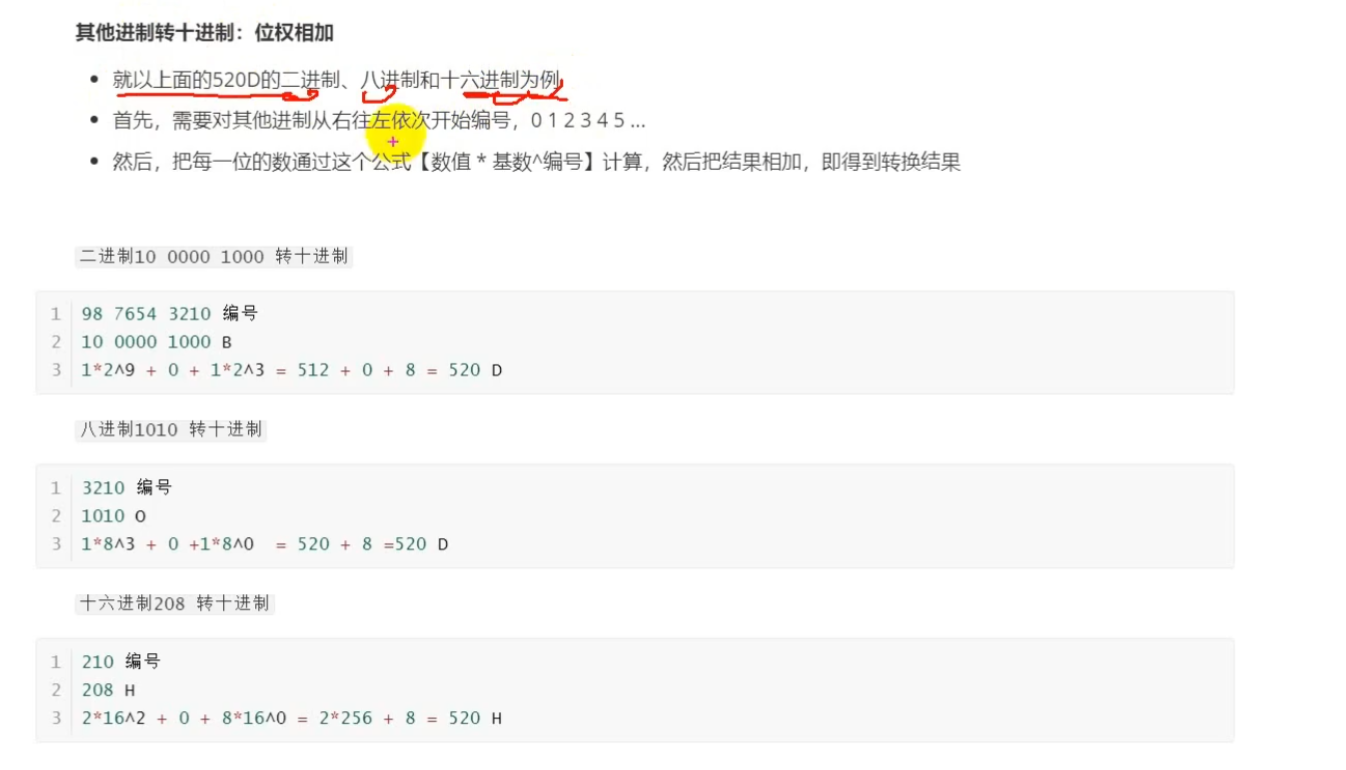 其他进制转十进制：位权相加
就以上面的520D的二进制、八进制和十六进制为例
首先，需要对其他进制从右往左依次开始编号，0 1 2 3 4 5 ...
然后，把每一位的数通过这个公式【数值 * 基数^编号】计算，然后把结果相加，即得到转换结果
二进制10 0000 1000 转十进制
1 98 7654 3210 编号
2 10 0000 1000 B
3 1*2^9 + 0 + 1*2^3 = 512 + 0 + 8 = 520 D
八进制1010 转十进制
1 3210 编号
2 1010 O
3 1*8^3 + 0 +1*8^0  = 520 + 8 =520 D
十六进制208 转十进制
1 210 编号
2 208 H
3 2*16^2 + 0 + 8*16^0 = 2*256 + 8 = 520 H